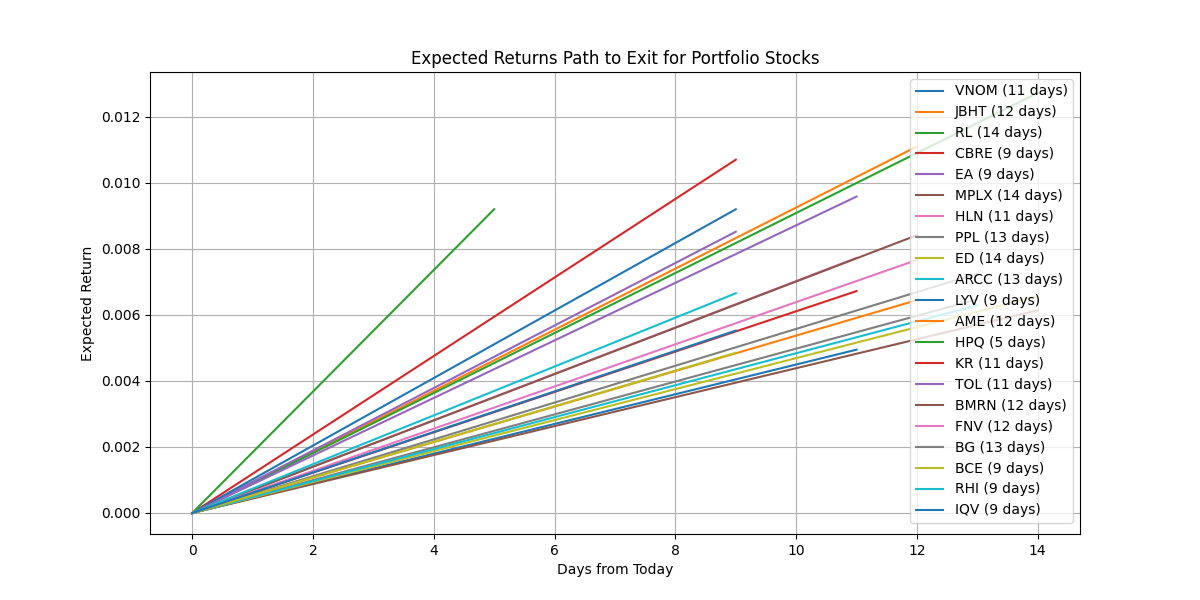 Expected Returns Path to Exit for Portfolio Stocks
Expected Return
0.012
0.010
0.008
0.006
0.004
0.002
0.000
0 2 4 6 8 10 12 14
Days from Today
VNOM (11 days)
JBHT (12 days)
RL (14 days)
CBRE (9 days)
EA (9 days)
MPLX (14 days)
HLN (11 days)
PPL (13 days)
ED (14 days)
ARCC (13 days)
LYV (9 days)
AME (12 days)
HPQ (5 days)
KR (11 days)
TOL (11 days)
BMRN (12 days)
FNV (12 days)
BG (13 days)
BCE (9 days)
RHI (9 days)
IQV (9 days)